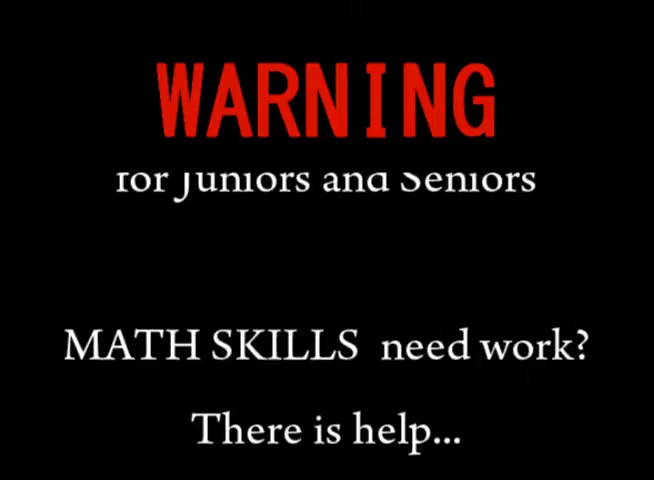 WARNING
for Juniors and Seniors
MATH SKILLS need work?
There is help...